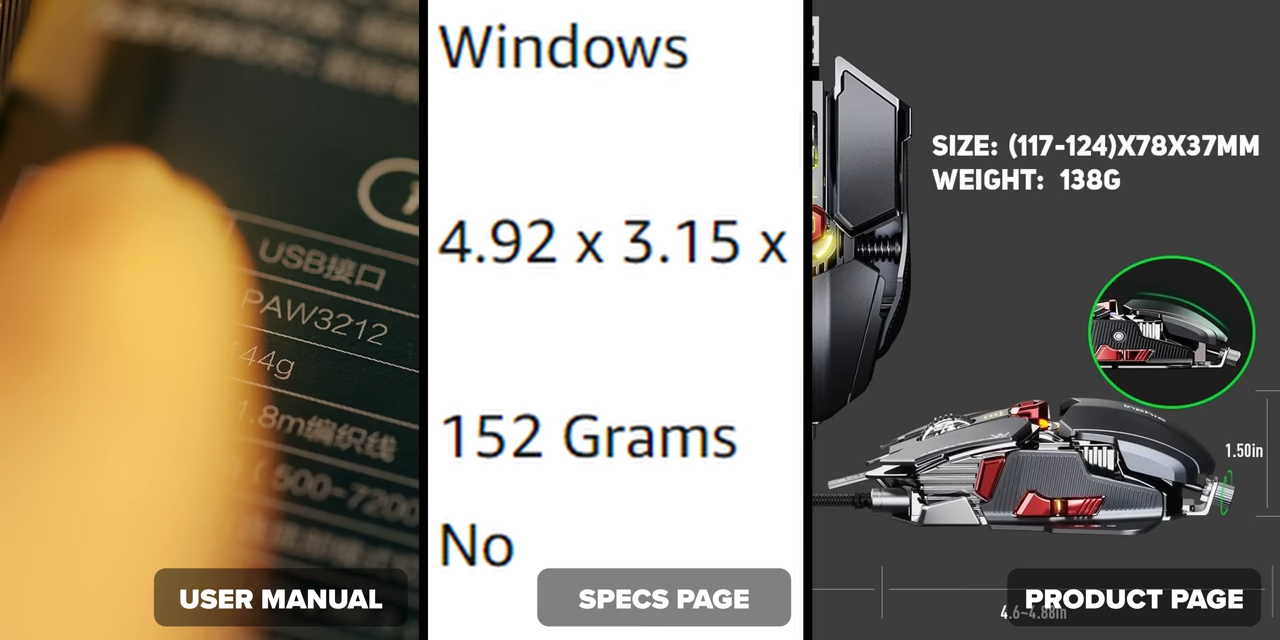 USB接口
PAW3212
144g
1.8m编织线
500-7200
USER MANUAL
Windows
4.92 x 3.15 x
152 Grams
No
SPECS PAGE
SIZE: (117-124)X78X37MM
WEIGHT: 138G
1.50in
4.6~4.88in
PRODUCT PAGE